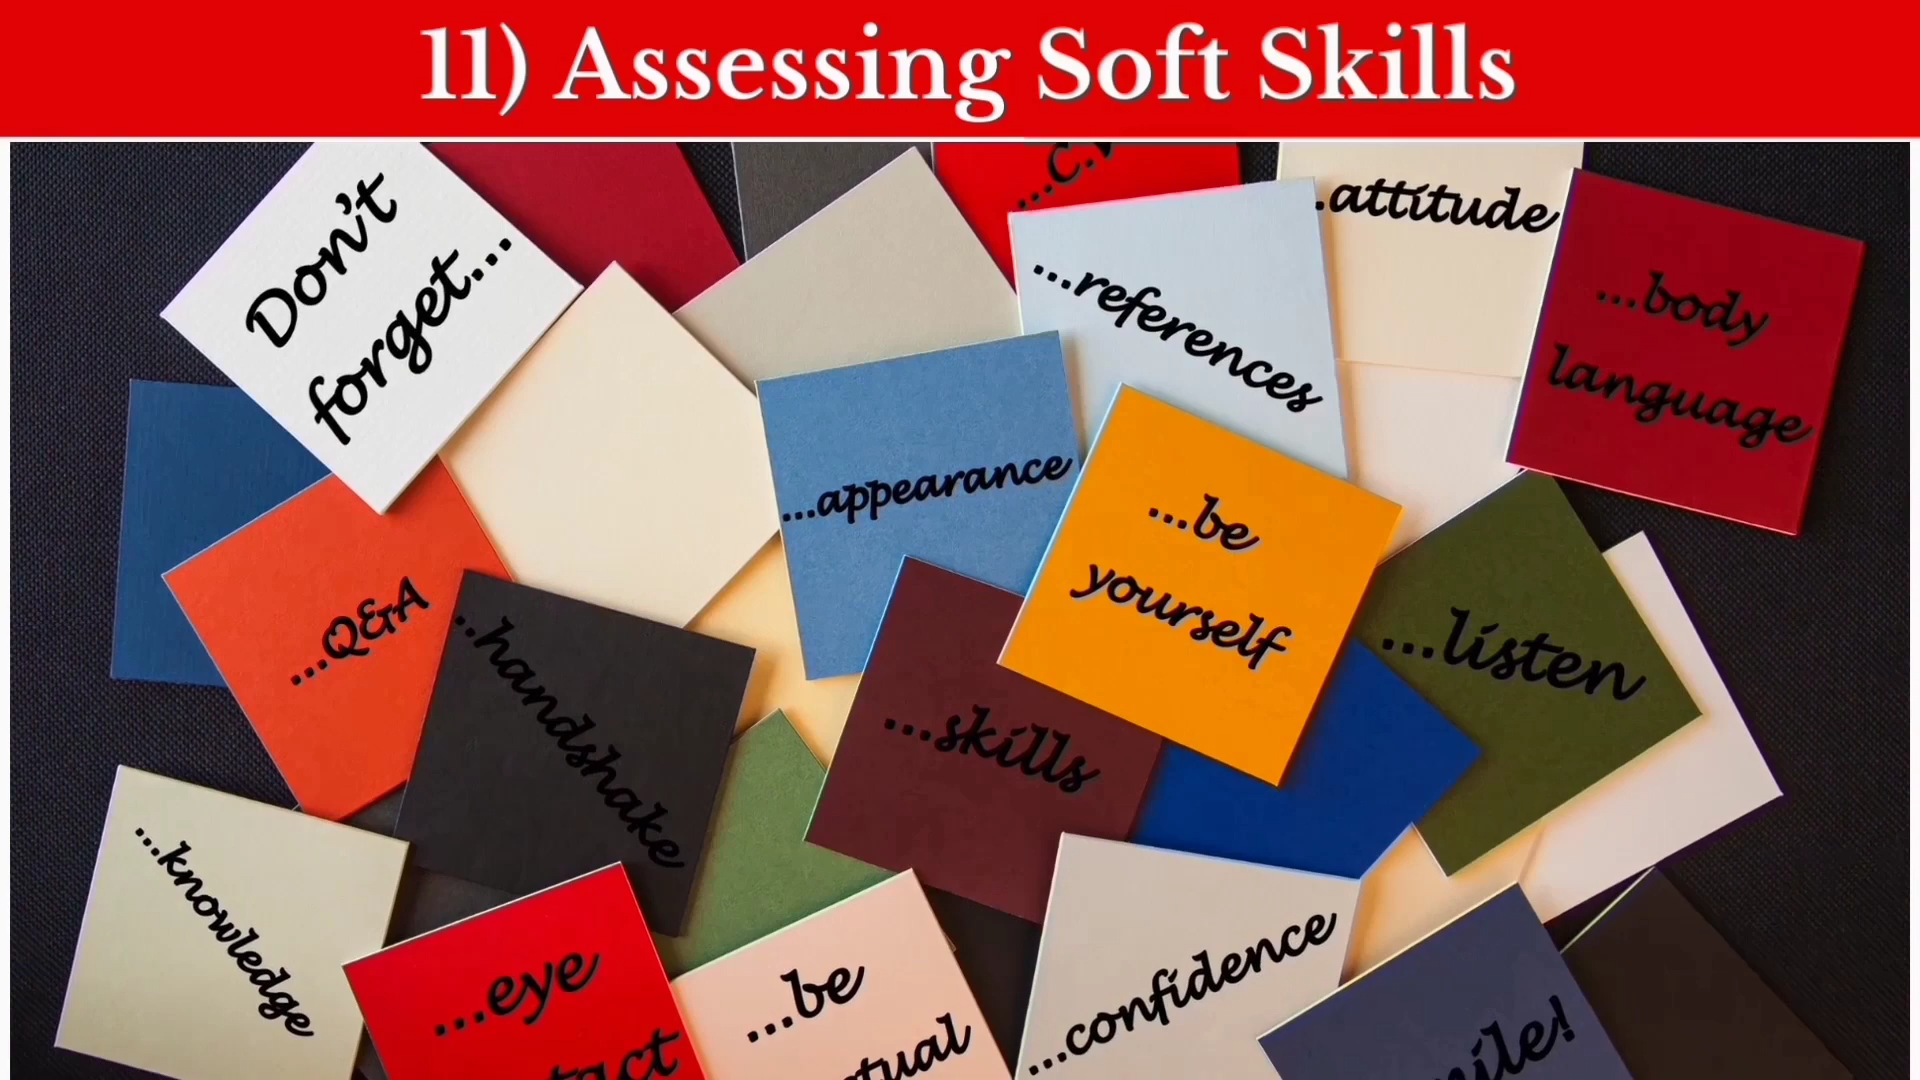 11) Assessing Soft Skills
Don't
forget...
...C.V
.attitude
...references
...body
language
...appearance
...be
yourself
...Q&A
..handshake
...listen
...skills
...knowledge
...eye
...be
...confidence